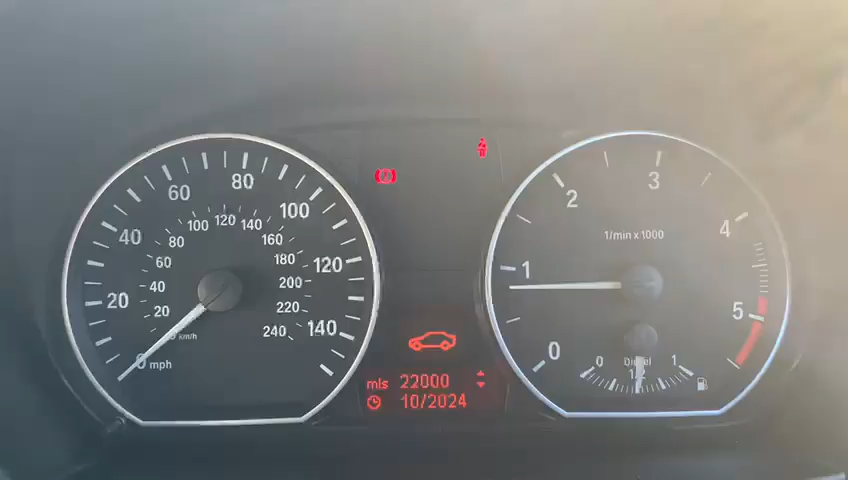 20 40 60 80 100 120 140
20 40 60 80 100 120 140 160 180 200 220 240
km/h
0 mph
0 1 2 3 4 5
1/min x 1000
Diesel
0 1/2 1
mls 22000
10/2024